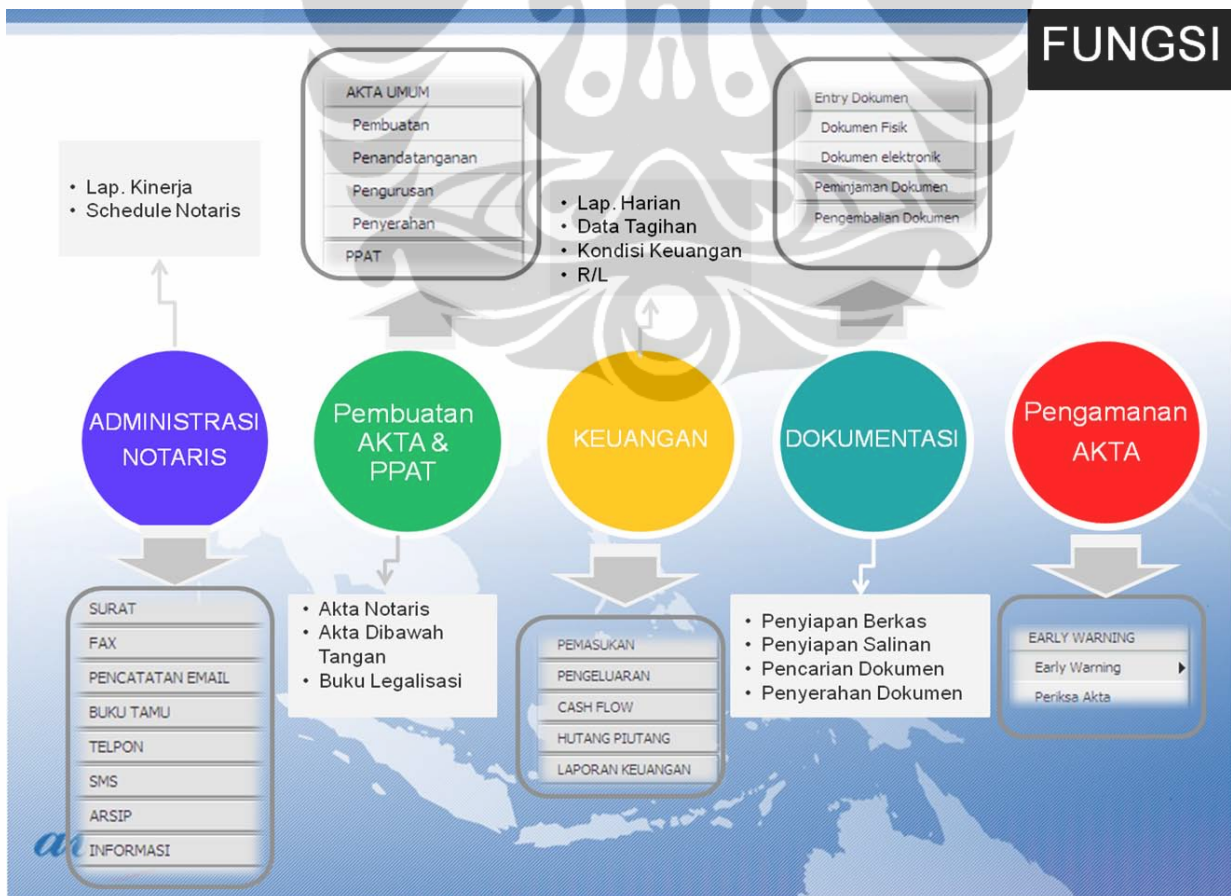 FUNGSI
AKTA UMUM
Pembuatan
Penandatanganan
Pengurusan
Penyerahan
PPAT
Entry Dokumen
Dokumen Fisik
Dokumen elektronik
Peminjaman Dokumen
Pengembalian Dokumen
• Lap. Kinerja
• Schedule Notaris
• Lap. Harian
• Data Tagihan
• Kondisi Keuangan
• R/L
ADMINISTRASI
NOTARIS
Pembuatan
AKTA &
PPAT
KEUANGAN
DOKUMENTASI
Pengamanan
AKTA
SURAT
FAX
PENCATATAN EMAIL
BUKU TAMU
TELPON
SMS
ARSIP
INFORMASI
• Akta Notaris
• Akta Dibawah
Tangan
• Buku Legalisasi
PEMASUKAN
PENGELUARAN
CASH FLOW
HUTANG PIUTANG
LAPORAN KEUANGAN
• Penyiapan Berkas
• Penyiapan Salinan
• Pencarian Dokumen
• Penyerahan Dokumen
EARLY WARNING
Early Warning
Periksa Akta